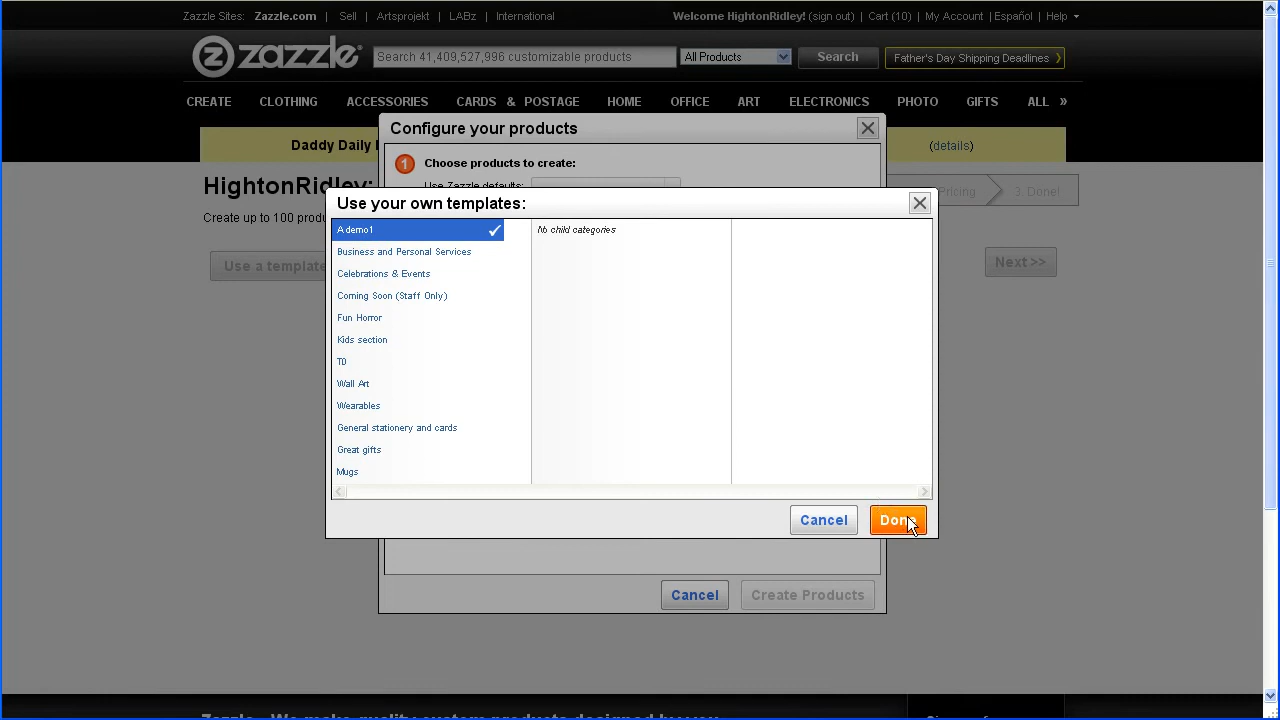 Zazzle Sites: Zazzle.com | Sell | Artsprojekt | LABz | International Welcome HightonRidley! (sign out) | Cart (10) | My Account | Español | Help
zazzle Search 41,409,527,996 customizable products All Products Search Father's Day Shipping Deadlines
CREATE CLOTHING ACCESSORIES CARDS & POSTAGE HOME OFFICE ART ELECTRONICS PHOTO GIFTS ALL »
Configure your products
Daddy Daily (details)
1 Choose products to create:
Use Zazzle defaults:
HightonRidley: Pricing 3. Done!
Use your own templates:
Create up to 100
A demo1 No child categories
Business and Personal Services
Use a Next >>
Celebrations & Events
Coming Soon (Staff Only)
Fun Horror
Kids section
T0
Wall Art
Wearables
General stationery and cards
Great gifts
Mugs
Cancel Done
Cancel Create Products